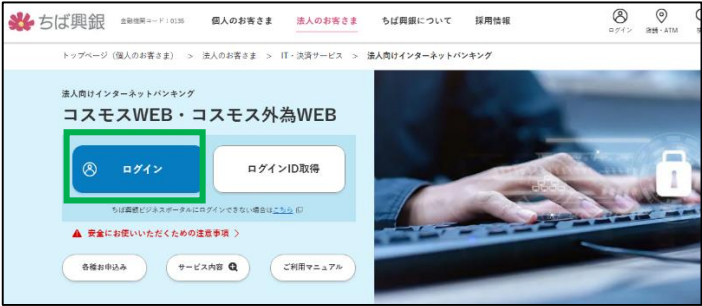 ちば興銀 金融機関コード:0135 個人のお客さま 法人のお客さま ちば興銀について 採用情報
ログイン 店舗・ATM
トップページ(個人のお客さま) > 法人のお客さま > IT・決済サービス > 法人向けインターネットバンキング
法人向けインターネットバンキング
コスモスWEB・コスモス外為WEB
ログイン ログインID取得
ちば興銀ビジネスポータルにログインできない場合はこちら
安全にお使いいただくための注意事項 >
各種お申込み サービス内容 ご利用マニュアル